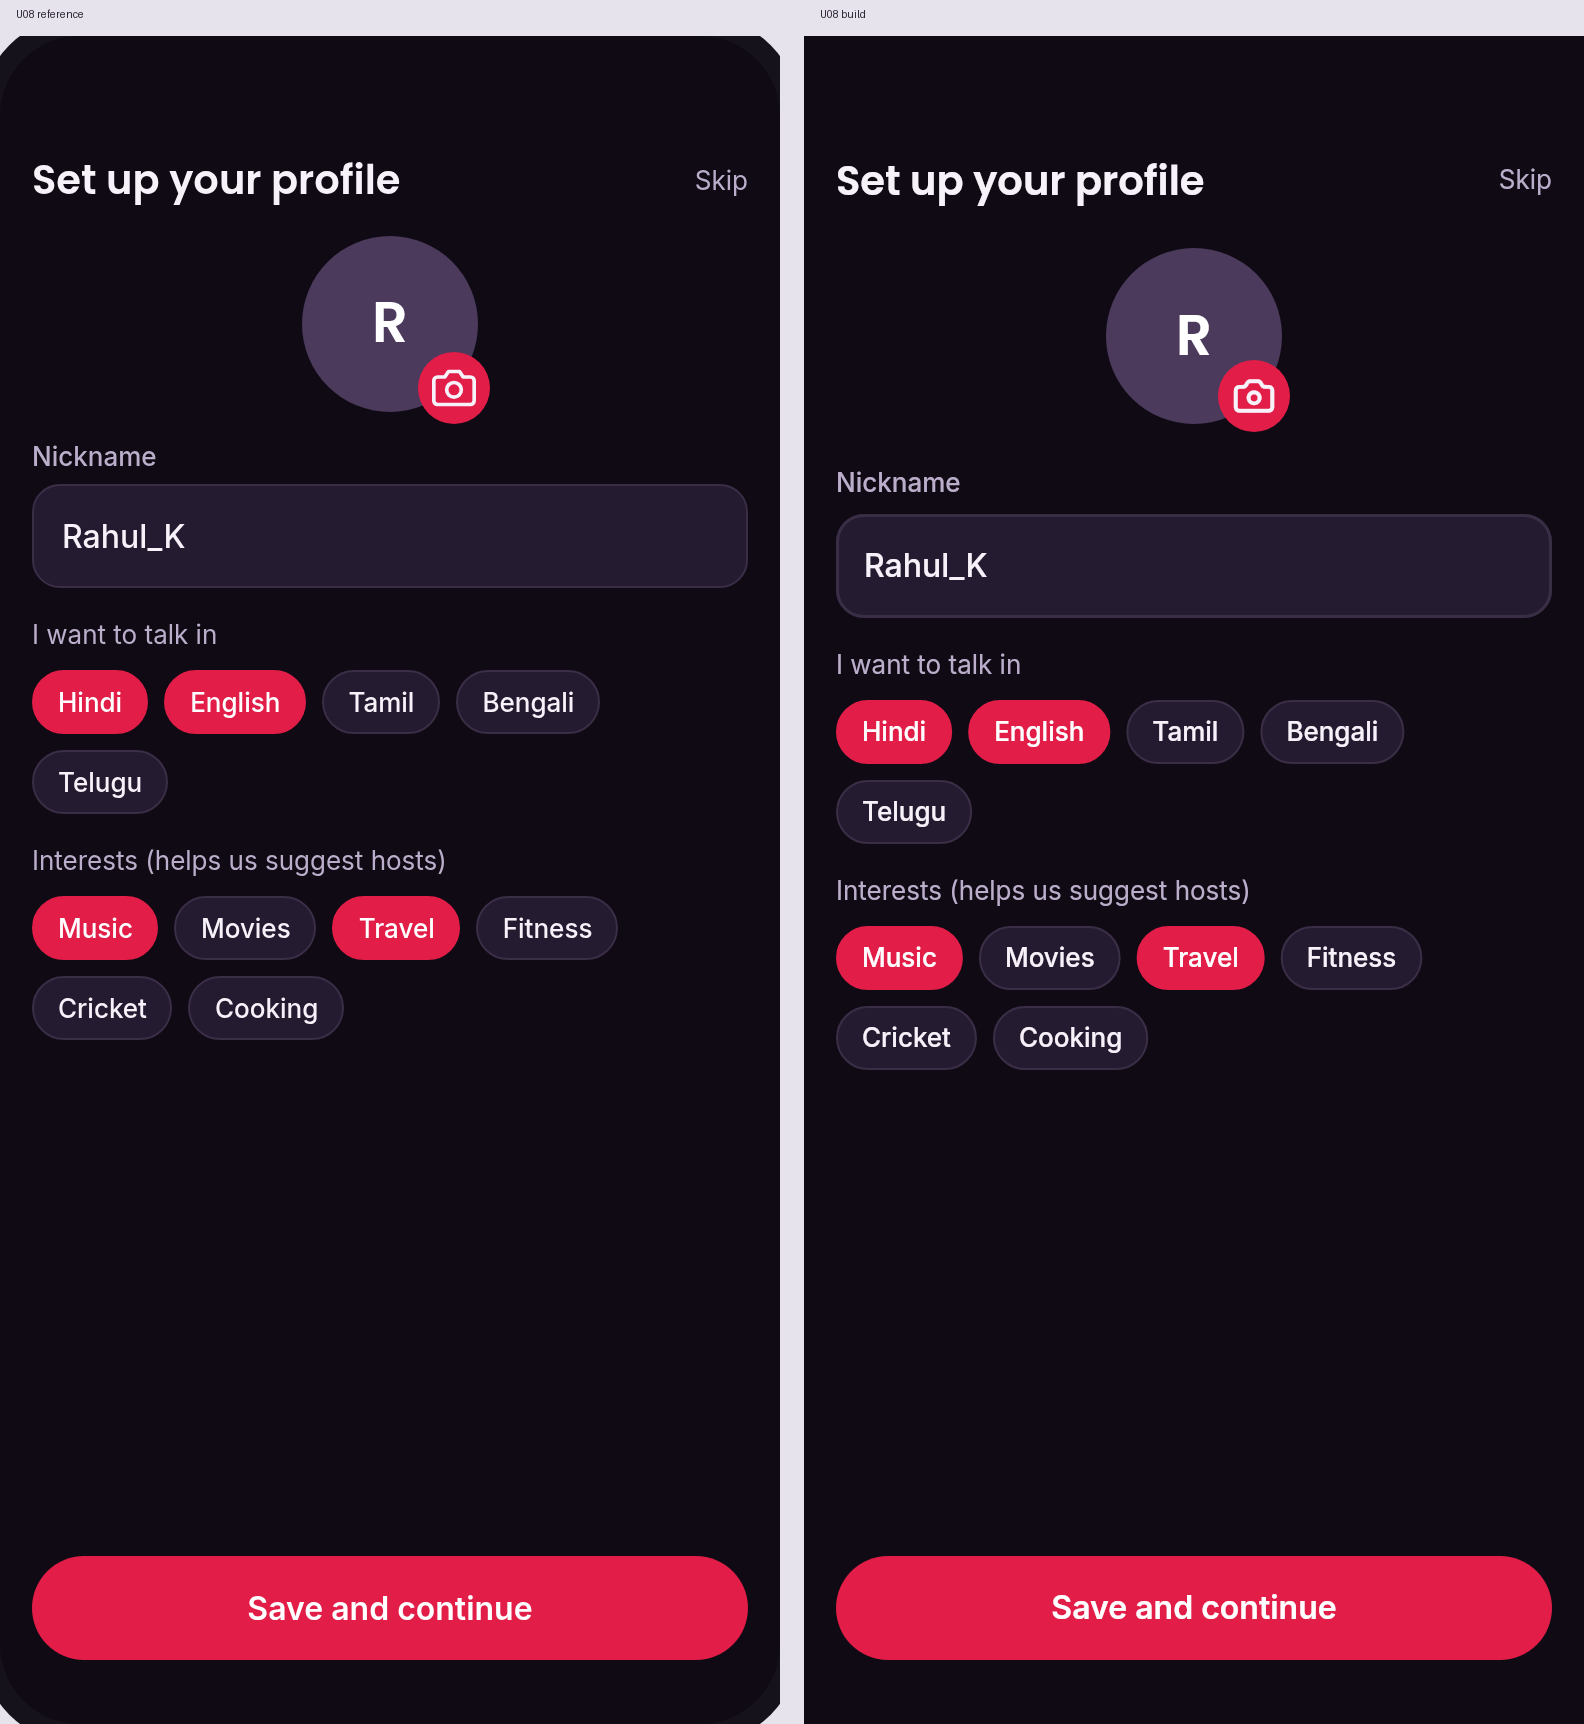 U08 reference
Set up your profile
Skip
R
Nickname
Rahul_K
I want to talk in
Hindi English Tamil Bengali
Telugu
Interests (helps us suggest hosts)
Music Movies Travel Fitness
Cricket Cooking
Save and continue
U08 build
Set up your profile
Skip
R
Nickname
Rahul_K
I want to talk in
Hindi English Tamil Bengali
Telugu
Interests (helps us suggest hosts)
Music Movies Travel Fitness
Cricket Cooking
Save and continue